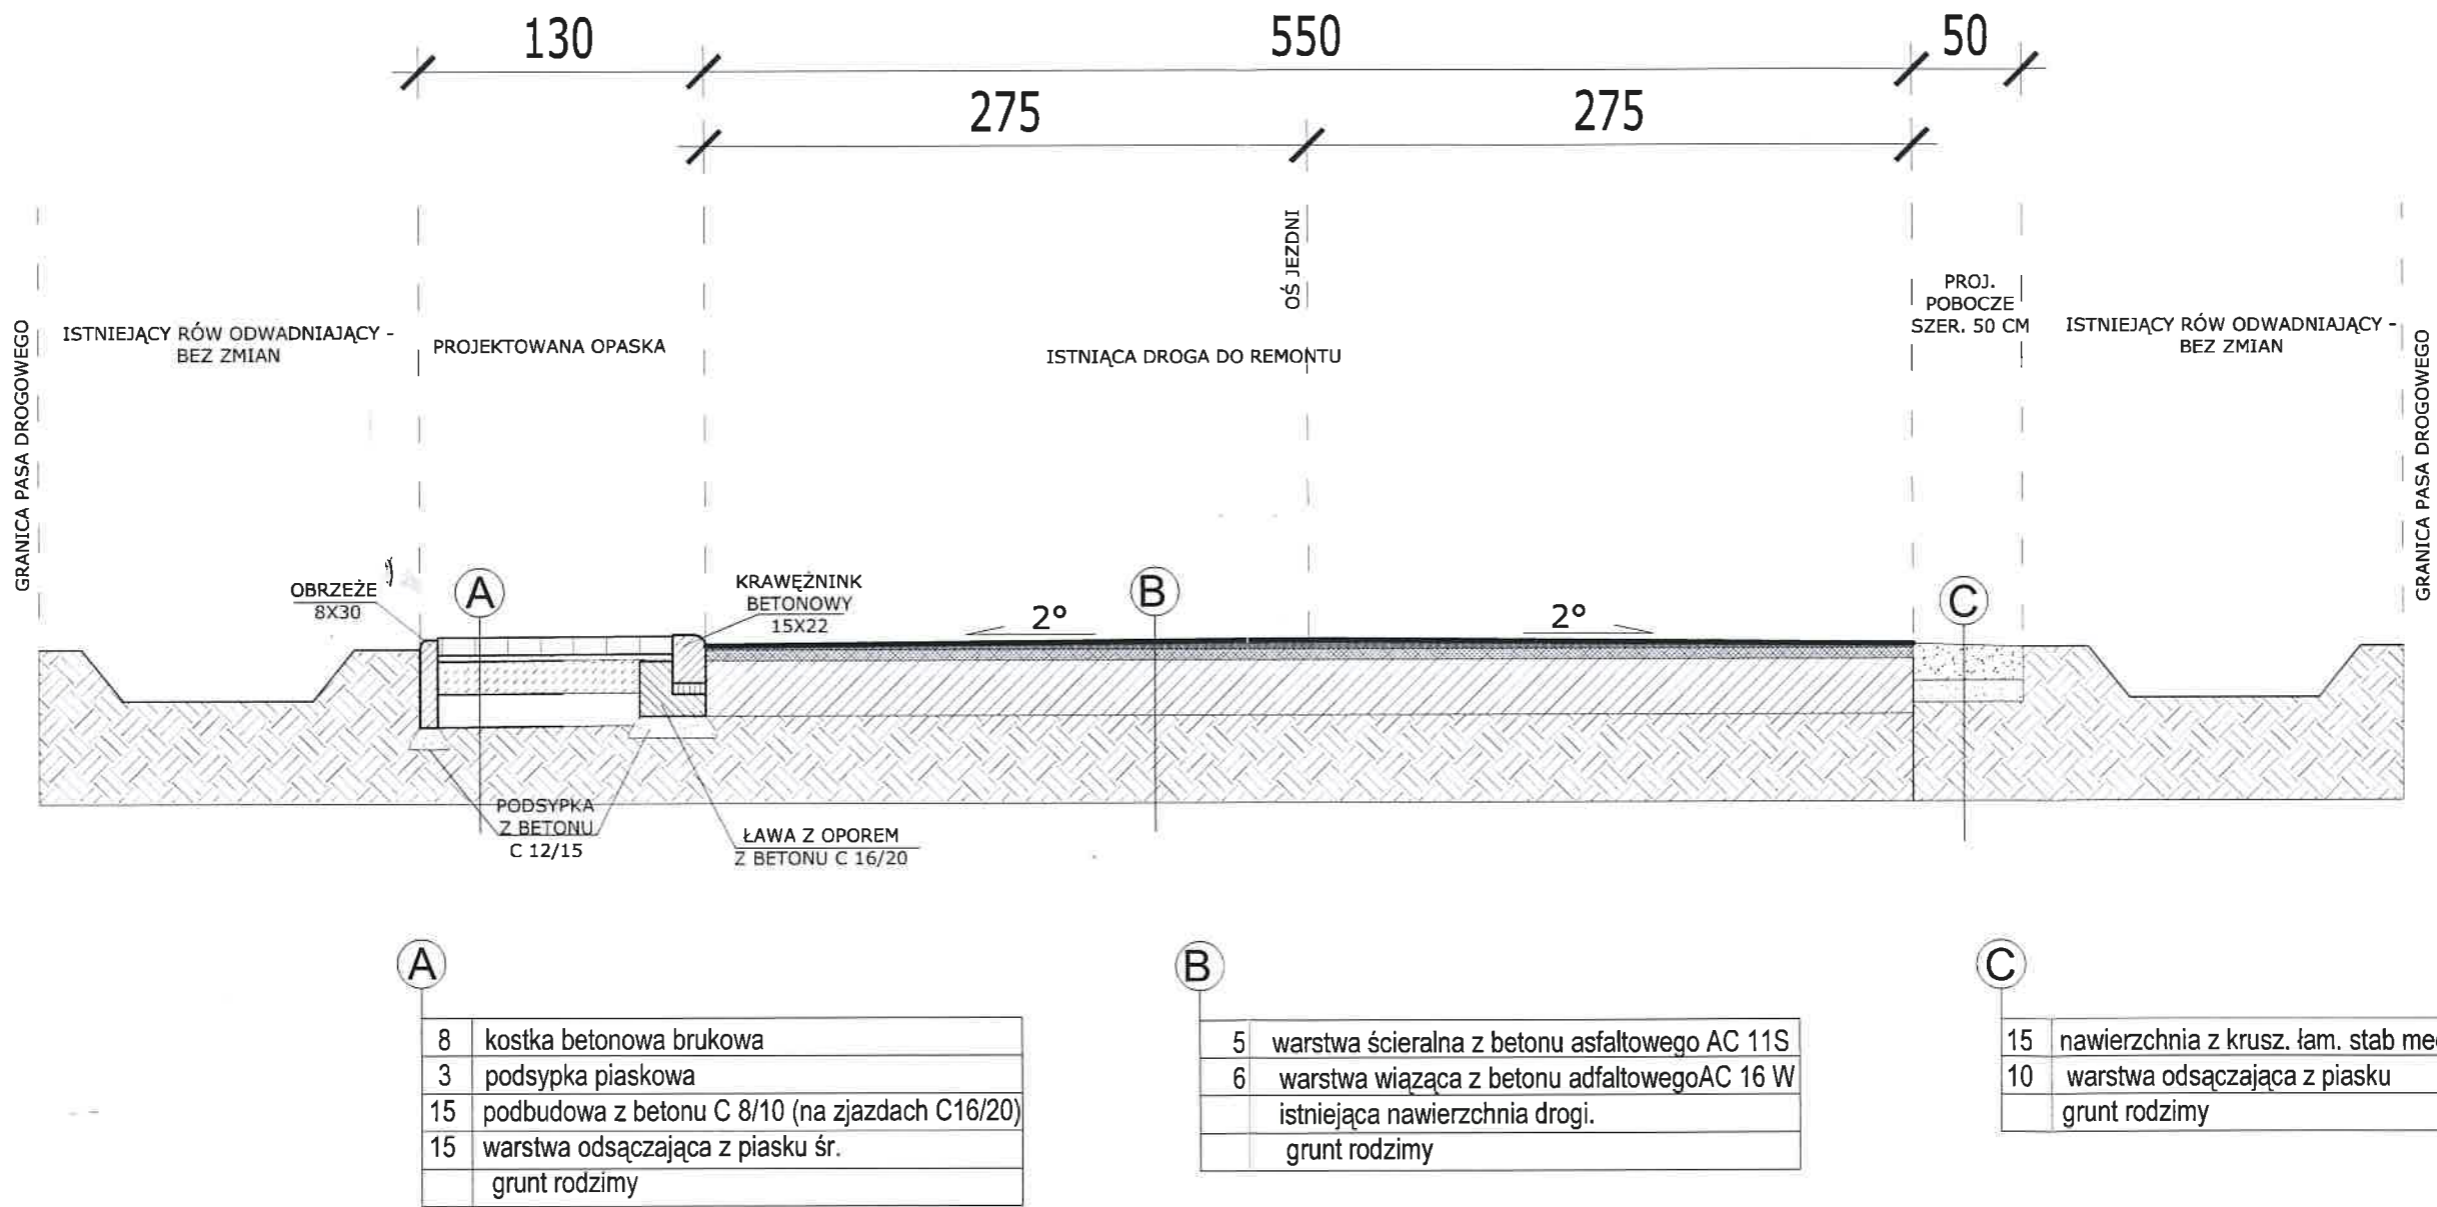 130
550
50
275
275
GRANICA PASA DROGOWEGO
ISTNIEJĄCY RÓW ODWADNIAJĄCY -
BEZ ZMIAN
PROJEKTOWANA OPASKA
OŚ JEZDNI
ISTNIĄCA DROGA DO REMONTU
PROJ.
POBOCZE
SZER. 50 CM
ISTNIEJĄCY RÓW ODWADNIAJĄCY -
BEZ ZMIAN
GRANICA PASA DROGOWEGO
OBRZEŻE
8X30
A
KRAWĘŻNINK
BETONOWY
15X22
2°
B
2°
C
PODSYPKA
Z BETONU
C 12/15
ŁAWA Z OPOREM
Z BETONU C 16/20
A
8 kostka betonowa brukowa
3 podsypka piaskowa
15 podbudowa z betonu C 8/10 (na zjazdach C16/20)
15 warstwa odsączająca z piasku śr.
grunt rodzimy
B
5 warstwa ścieralna z betonu asfaltowego AC 11S
6 warstwa wiąząca z betonu adfaltowegoAC 16 W
istniejąca nawierzchnia drogi.
grunt rodzimy
C
15 nawierzchnia z krusz. łam. stab
10 warstwa odsączająca z piasku
grunt rodzimy